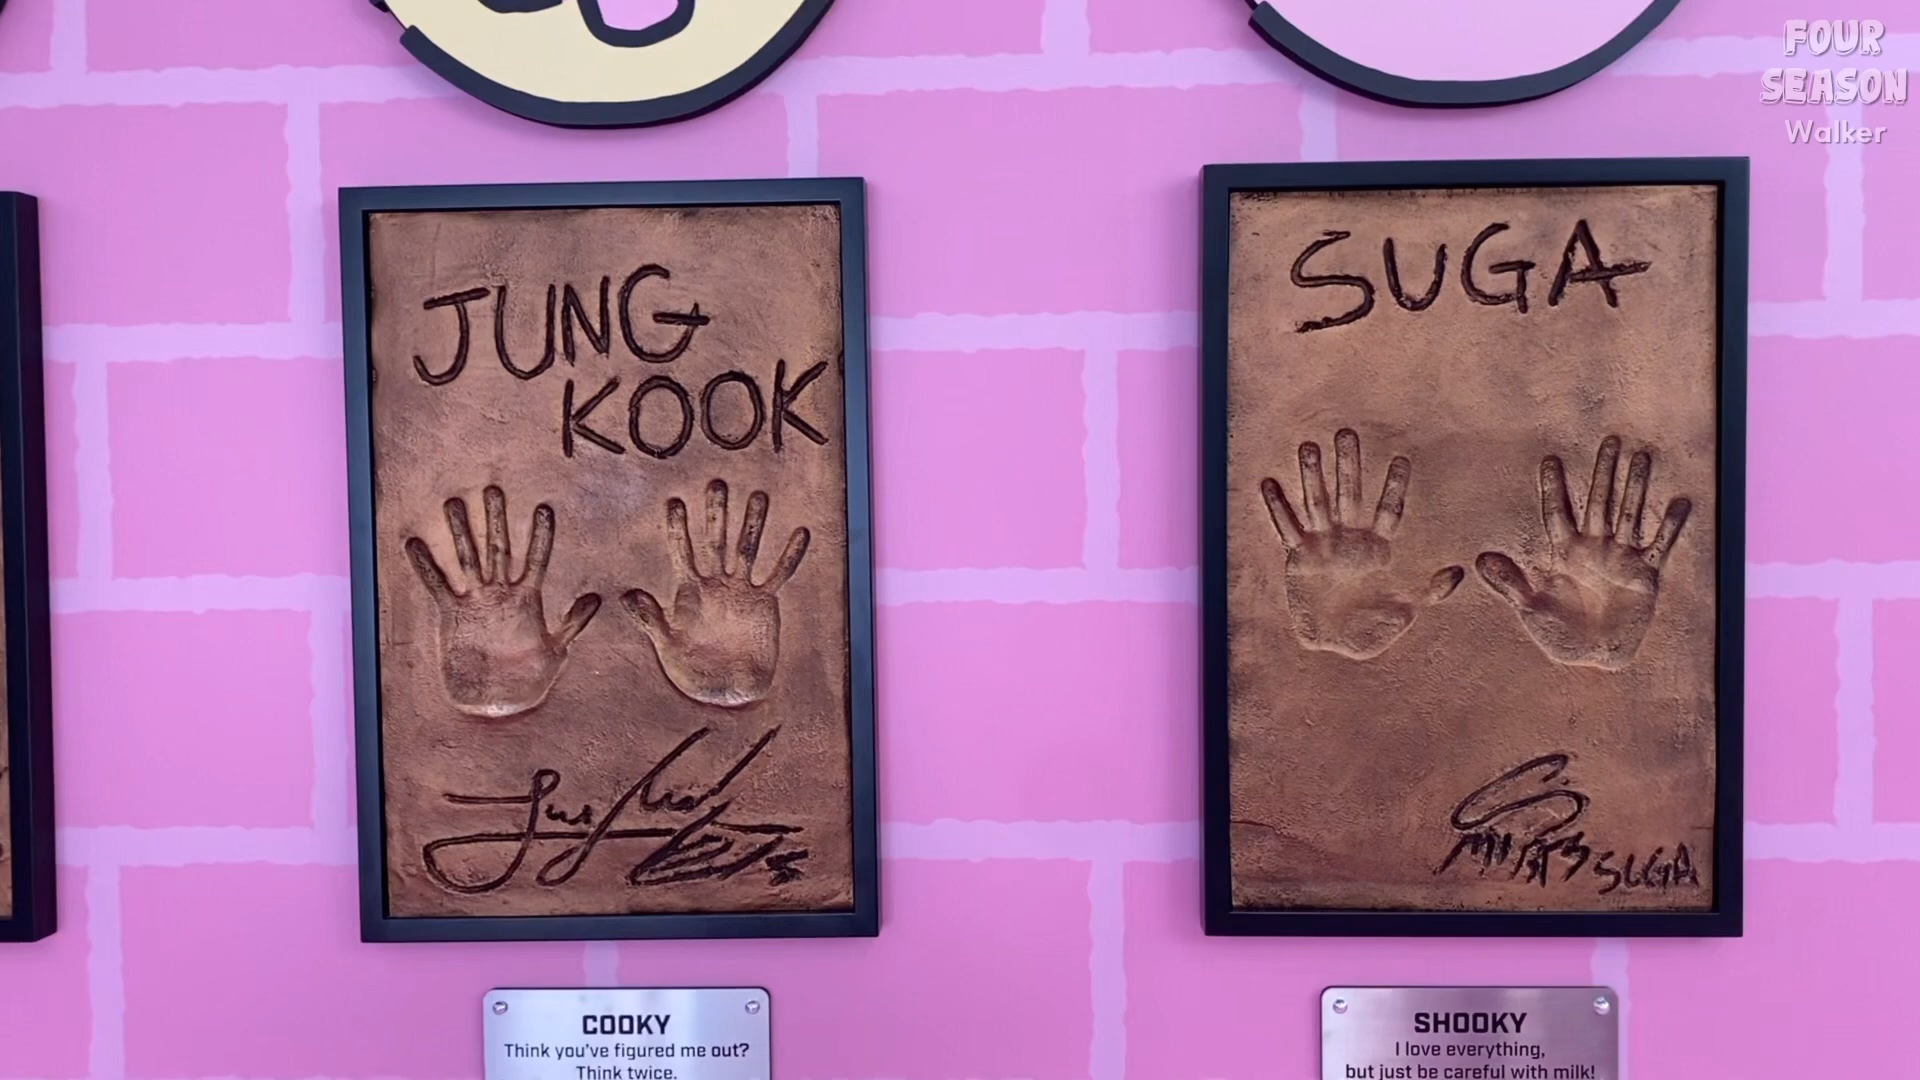 FOUR
SEASON
Walker
JUNG
KOOK
SUGA
SUGA
COOKY
Think you've figured me out?
Think twice.
SHOOKY
I love everything,
but just be careful with milk!